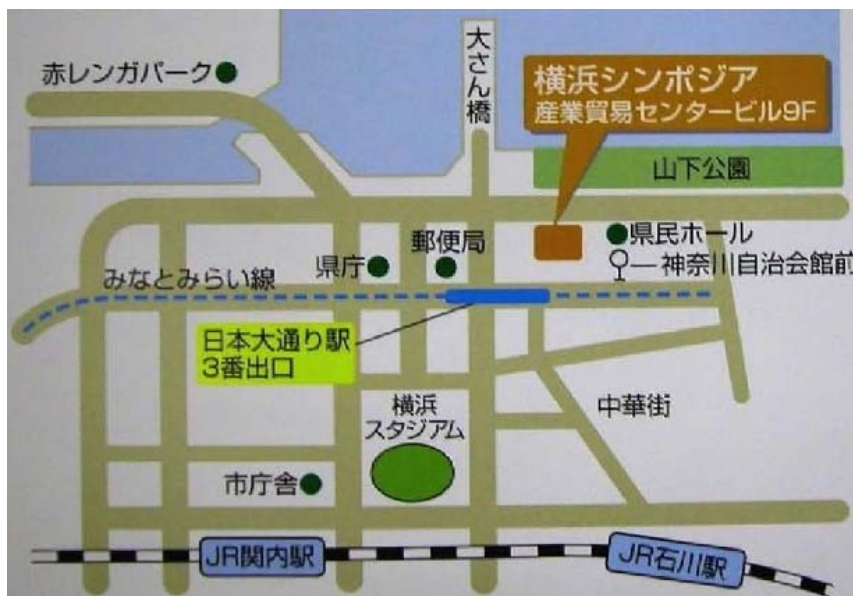 赤レンガパーク
大さん橋
横浜シンポジア
産業貿易センタービル9F
山下公園
県庁
郵便局
県民ホール
神奈川自治会館前
みなとみらい線
日本大通り駅
3番出口
横浜
スタジアム
中華街
市庁舎
JR関内駅
JR石川駅